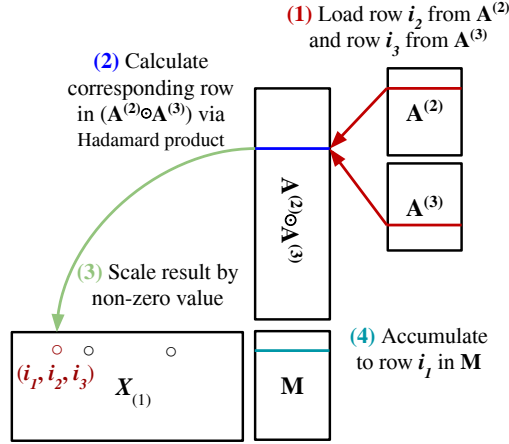 (1) Load row i₂ from A⁽²⁾
and row i₃ from A⁽³⁾
(2) Calculate
corresponding row
in (A⁽²⁾⊙A⁽³⁾) via
Hadamard product
A⁽²⁾
A⁽³⁾
A⁽²⁾⊙A⁽³⁾
(3) Scale result by
non-zero value
(i₁, i₂, i₃)
X₍₁₎
M
(4) Accumulate
to row i₁ in M